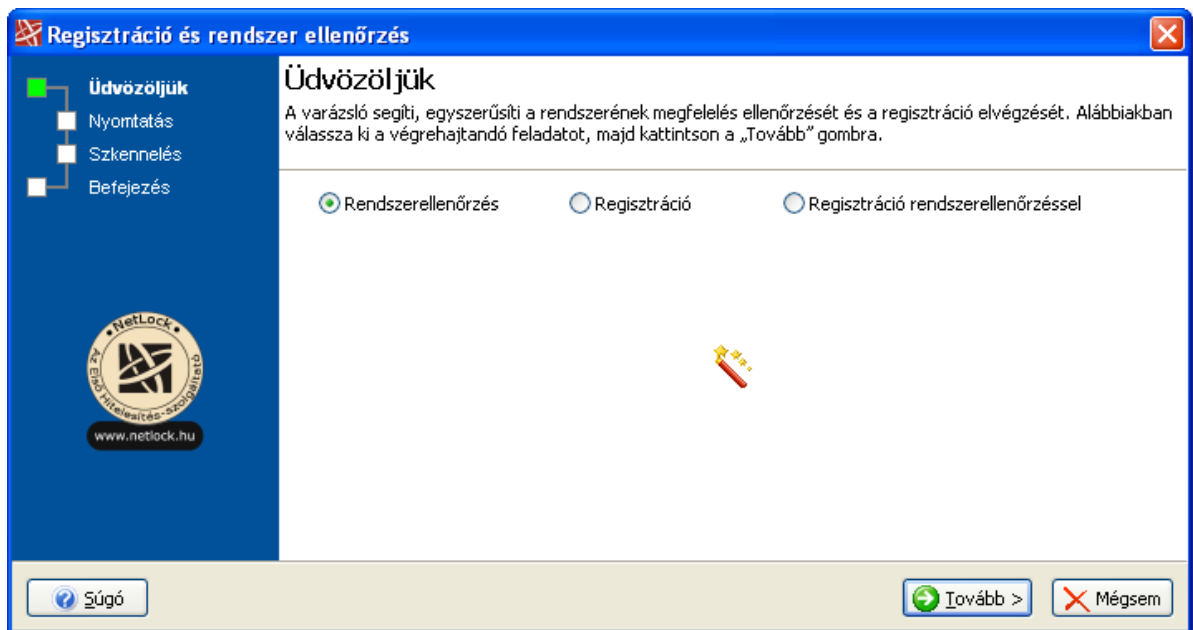 Regisztráció és rendszer ellenőrzés
Üdvözöljük
Nyomtatás
Szkennelés
Befejezés
NetLock
Az Első Hitelesítés-szolgáltató
www.netlock.hu
Üdvözöljük
A varázsló segíti, egyszerűsíti a rendszerének megfelelés ellenőrzését és a regisztráció elvégzését. Alábbiakban
válassza ki a végrehajtandó feladatot, majd kattintson a „Tovább” gombra.
Rendszerellenőrzés Regisztráció Regisztráció rendszerellenőrzéssel
Súgó Tovább > Mégsem